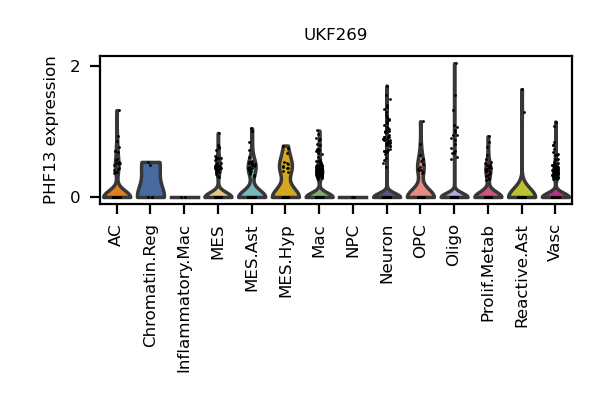 UKF269
PHF13 expression
2
0
AC
Chromatin.Reg
Inflammatory.Mac
MES
MES.Ast
MES.Hyp
Mac
NPC
Neuron
OPC
Oligo
Prolif.Metab
Reactive.Ast
Vasc